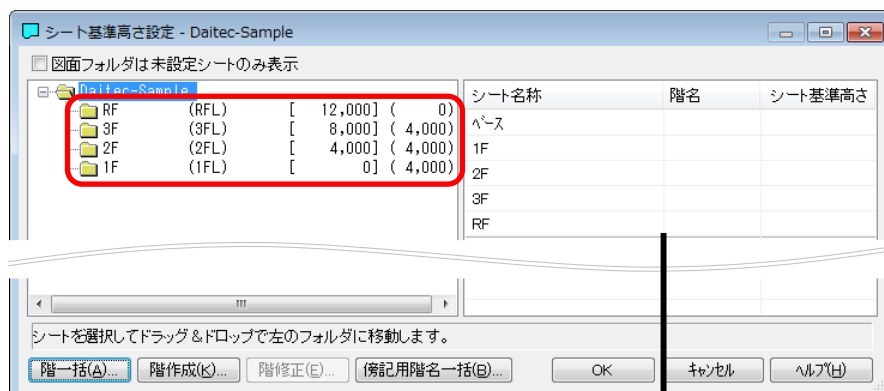 シート基準高さ設定 - Daitec-Sample
図面フォルダは未設定シートのみ表示
Daitec-Sample
RF (RFL) [ 12,000] ( 0)
3F (3FL) [ 8,000] ( 4,000)
2F (2FL) [ 4,000] ( 4,000)
1F (1FL) [ 0] ( 4,000)
シート名称 階名 シート基準高さ
ベース
1F
2F
3F
RF
シートを選択してドラッグ&ドロップで左のフォルダに移動します。
階一括(A)... 階作成(K)... 階修正(E)... 傍記用階名一括(B)... OK キャンセル ヘルプ(H)